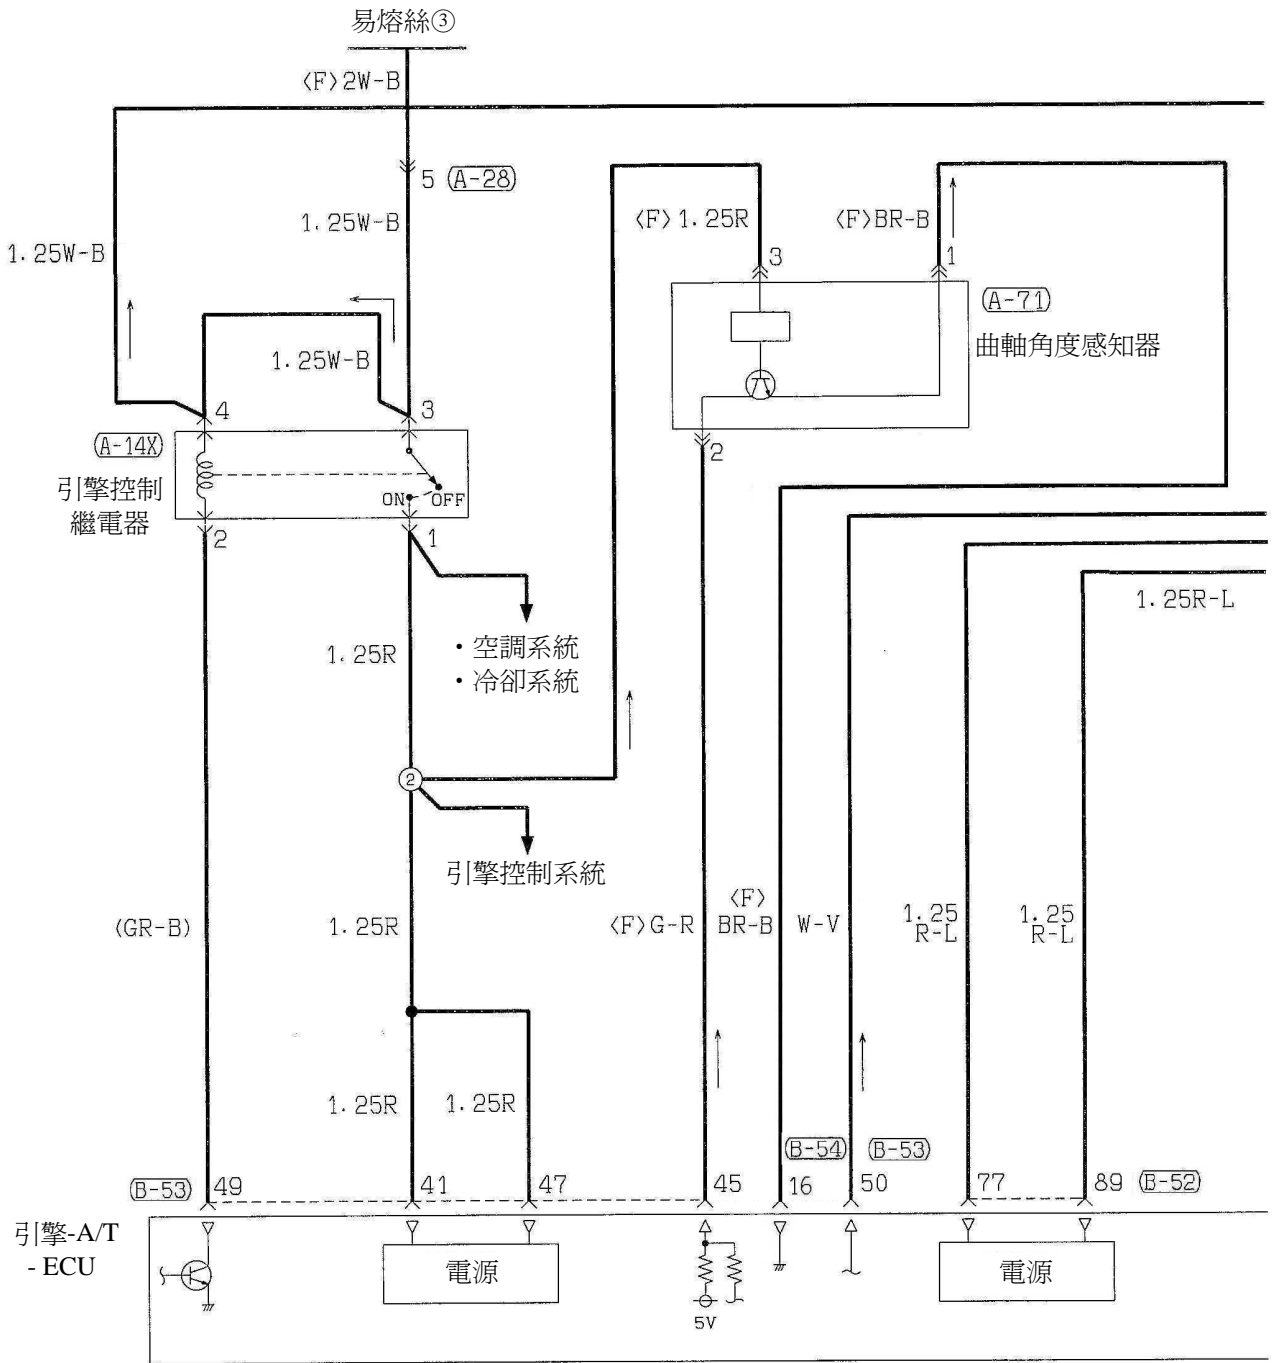 易熔絲③
〈F〉2W-B
5 (A-28)
1.25W-B
1.25W-B
〈F〉1.25R
〈F〉BR-B
3
1
(A-71)
曲軸角度感知器
1.25W-B
4
3
(A-14X)
引擎控制
繼電器
ON
OFF
2
1
2
1.25R-L
1.25R
・空調系統
・冷卻系統
②
引擎控制系統
(GR-B)
1.25R
〈F〉G-R
〈F〉
BR-B
W-V
1.25
R-L
1.25
R-L
1.25R
1.25R
(B-54)
(B-53)
(B-53)
49
41
47
45
16
50
77
89
(B-52)
引擎-A/T
- ECU
電源
5V
電源